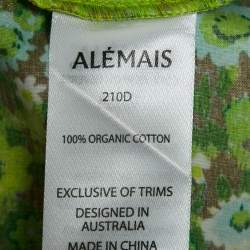 ALÉMAIS
210D
100% ORGANIC COTTON
EXCLUSIVE OF TRIMS
DESIGNED IN
AUSTRALIA
MADE IN CHINA